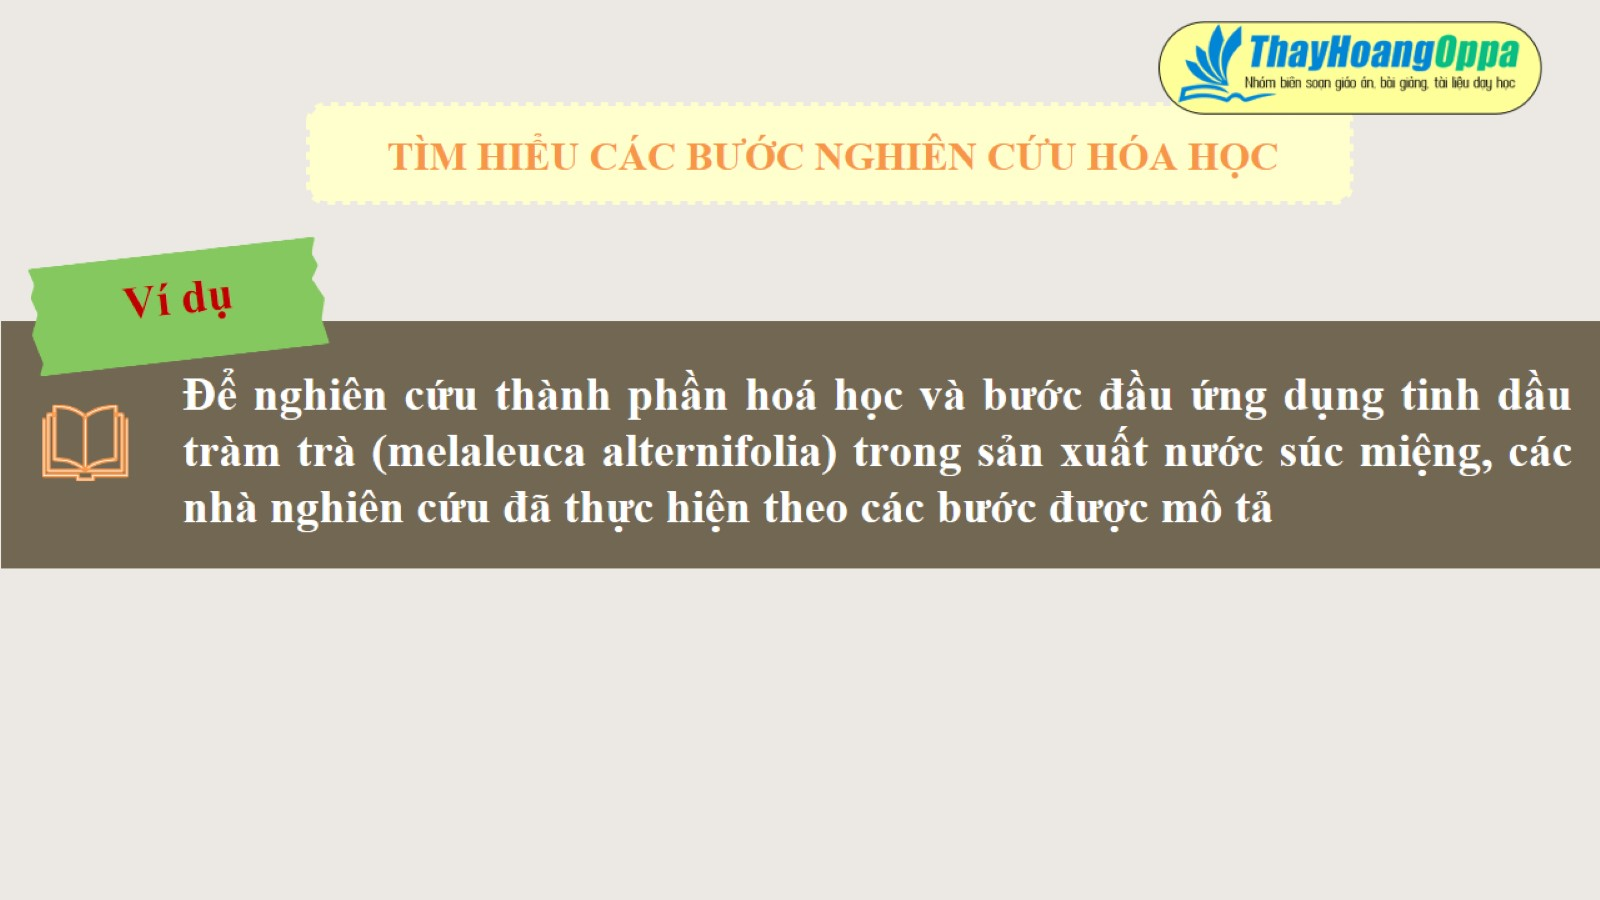 ThayHoangOppa
Nhóm biên soạn giáo án, bài giảng, tài liệu dạy học
TÌM HIỂU CÁC BƯỚC NGHIÊN CỨU HÓA HỌC
Ví dụ
Để nghiên cứu thành phần hoá học và bước đầu ứng dụng tinh dầu
tràm trà (melaleuca alternifolia) trong sản xuất nước súc miệng, các
nhà nghiên cứu đã thực hiện theo các bước được mô tả